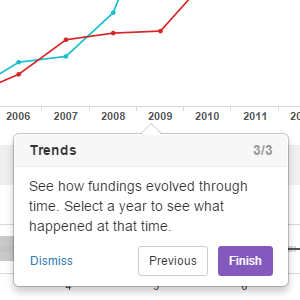 2006 2007 2008 2009 2010 2011
Trends 3/3
See how fundings evolved through
time. Select a year to see what
happened at that time.
Dismiss Previous Finish